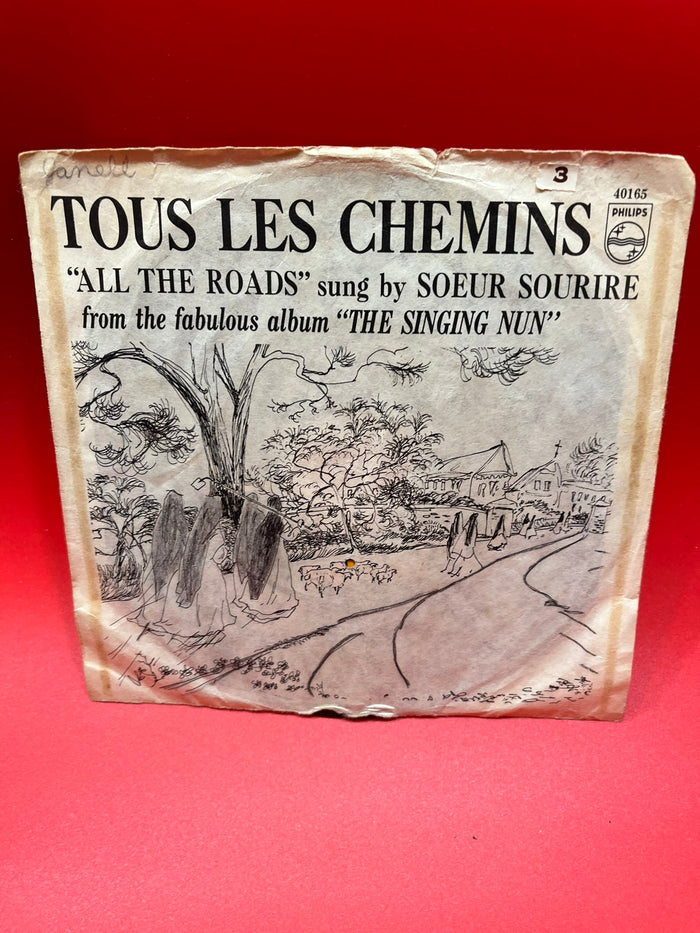 Janell
3
40165
PHILIPS
TOUS LES CHEMINS
“ALL THE ROADS” sung by SOEUR SOURIRE
from the fabulous album “THE SINGING NUN”